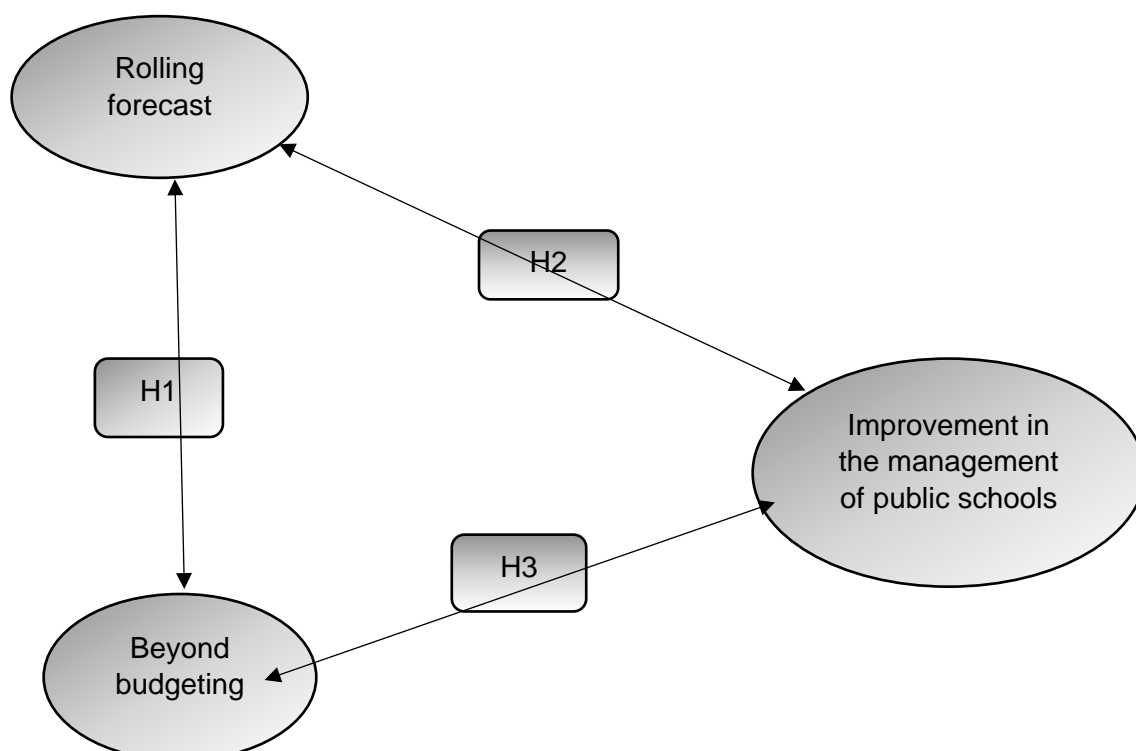 Rolling
forecast
H2
H1
Improvement in
the management
of public schools
H3
Beyond
budgeting